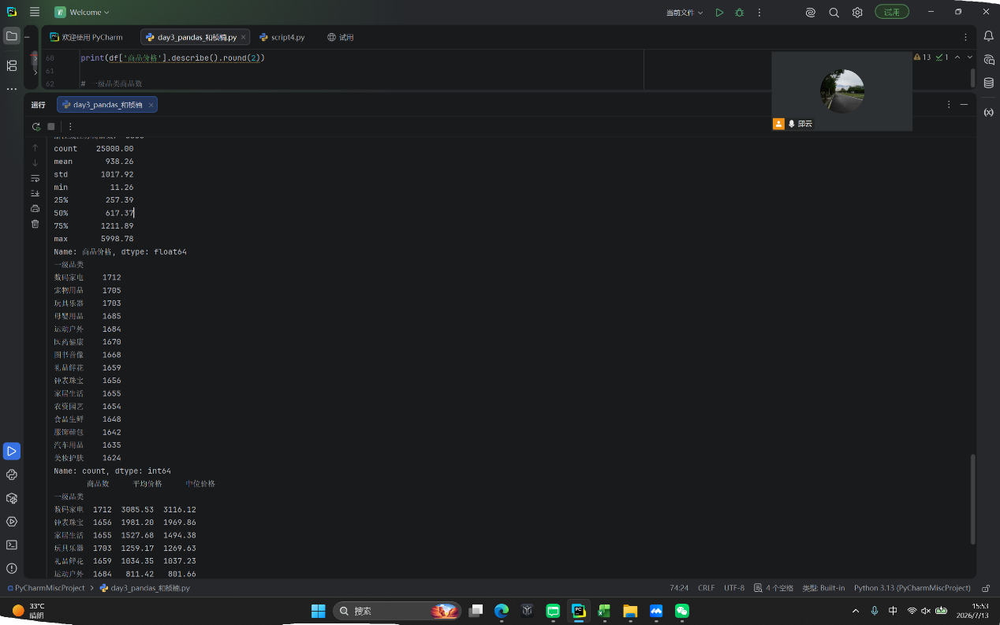 Welcome
当前文件
试用
欢迎使用 PyCharm
day3_pandas_和桢楠.py
script4.py
试用
60 print(df['商品价格'].describe().round(2))
61
62 # 一级品类商品数
13 1
邱云
运行
day3_pandas_和桢楠
count 25000.00
mean 938.26
std 1017.92
min 11.26
25% 257.39
50% 617.37
75% 1211.89
max 5998.78
Name: 商品价格, dtype: float64
一级品类
数码家电 1712
宠物用品 1705
玩具乐器 1703
母婴用品 1685
运动户外 1684
医药健康 1670
图书音像 1668
礼品鲜花 1659
钟表珠宝 1656
家居生活 1655
农资园艺 1654
食品生鲜 1648
服饰鞋包 1642
汽车用品 1635
美妆护肤 1624
Name: count, dtype: int64
商品数 平均价格 中位价格
一级品类
数码家电 1712 3085.53 3116.12
钟表珠宝 1656 1981.20 1969.86
家居生活 1655 1527.68 1494.38
玩具乐器 1703 1259.17 1269.63
礼品鲜花 1659 1034.35 1037.23
运动户外 1684 811.42 801.66
PyCharmMiscProject > day3_pandas_和桢楠.py
74:24 CRLF UTF-8 4 个空格 类型: Built-in Python 3.13 (PyCharmMiscProject)
33°C
晴朗
搜索
中
15:53
2026/7/13